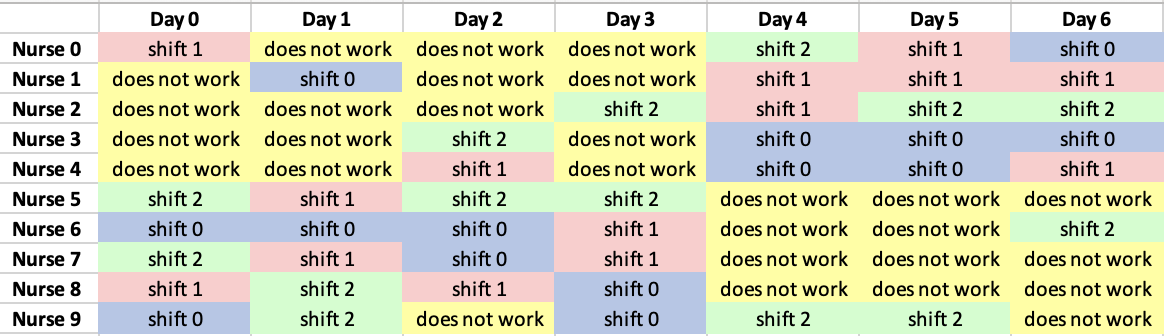 Day 0 Day 1 Day 2 Day 3 Day 4 Day 5 Day 6
Nurse 0 shift 1 does not work does not work does not work shift 2 shift 1 shift 0
Nurse 1 does not work shift 0 does not work does not work shift 1 shift 1 shift 1
Nurse 2 does not work does not work does not work shift 2 shift 1 shift 2 shift 2
Nurse 3 does not work does not work shift 2 does not work shift 0 shift 0 shift 0
Nurse 4 does not work does not work shift 1 does not work shift 0 shift 0 shift 1
Nurse 5 shift 2 shift 1 shift 2 shift 2 does not work does not work does not work
Nurse 6 shift 0 shift 0 shift 0 shift 1 does not work does not work shift 2
Nurse 7 shift 2 shift 1 shift 0 shift 1 does not work does not work does not work
Nurse 8 shift 1 shift 2 shift 1 shift 0 does not work does not work does not work
Nurse 9 shift 0 shift 2 does not work shift 0 shift 2 shift 2 does not work